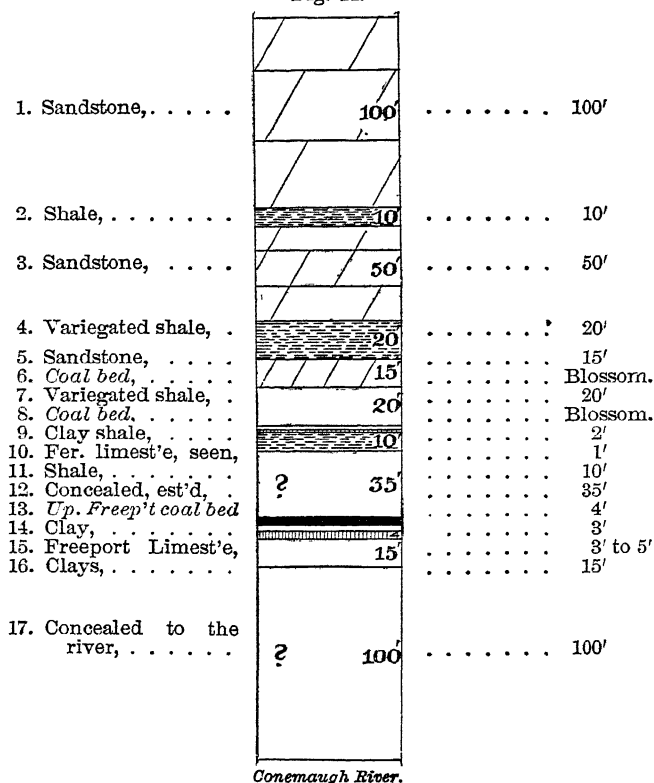 1. Sandstone, . . . . . 100' . . . . . . . 100'
2. Shale, . . . . . . . 10' . . . . . . . 10'
3. Sandstone, . . . . 50' . . . . . . . 50'
4. Variegated shale, . 20' . . . . . . . 20'
5. Sandstone, . . . . 15' . . . . . . . 15'
6. Coal bed, . . . . . . . . . . . . Blossom.
7. Variegated shale, . 20' . . . . . . . 20'
8. Coal bed, . . . . . . . . . . . . Blossom.
9. Clay shale, . . . . . . . . . . . . 2'
10. Fer. limest'e, seen, . . . . . . . 1'
11. Shale, . . . . . . . 10' . . . . . . . 10'
12. Concealed, est'd, . ? 35' . . . . . . . 35'
13. Up. Freep't coal bed . . . . . . . 4'
14. Clay, . . . . . . . . . . . . . . 3'
15. Freeport Limest'e, . . . . . . . 3' to 5'
16. Clays, . . . . . . . 15' . . . . . . . 15'
17. Concealed to the
river, . . . . . . ? 100' . . . . . . . 100'
Conemaugh River.